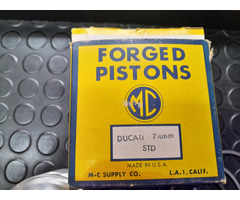 FORGED
PISTONS
MC
DUCATI 74mm
STD
MADE IN U.S.A.
M-C SUPPLY CO. L.A. 1, CALIF.